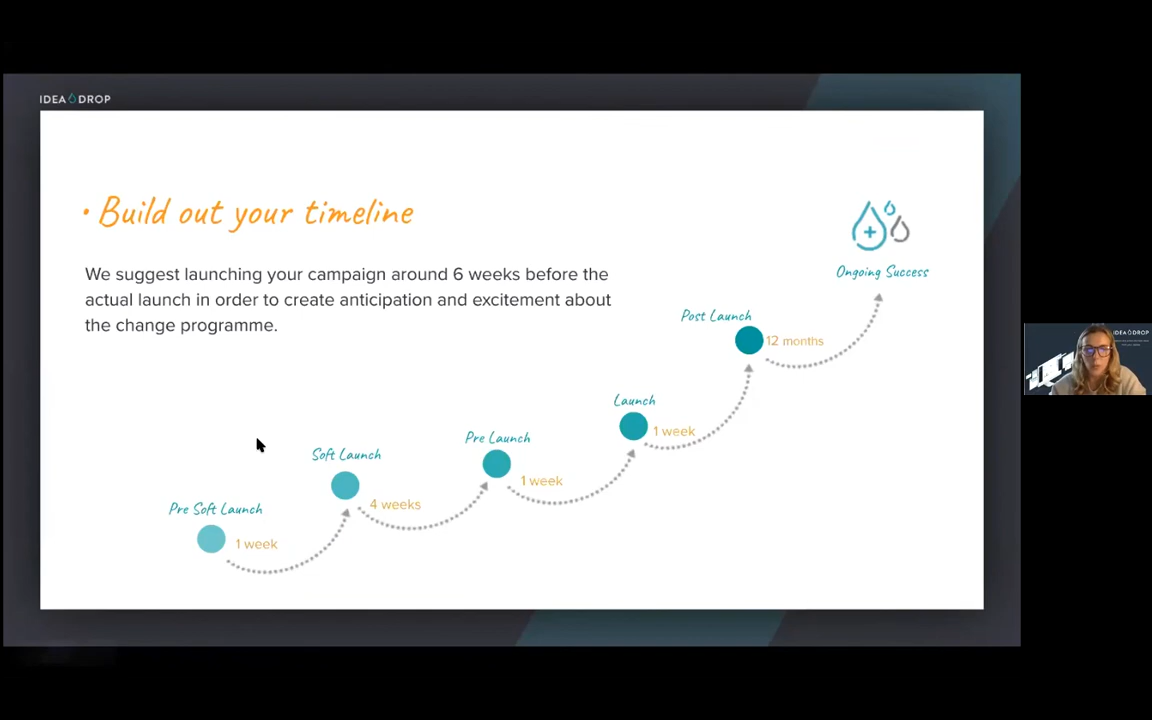 IDEA DROP
• Build out your timeline
We suggest launching your campaign around 6 weeks before the
actual launch in order to create anticipation and excitement about
the change programme.
Ongoing Success
Post Launch
12 months
Launch
1 week
Pre Launch
1 week
Soft Launch
4 weeks
Pre Soft Launch
1 week
IDEA DROP